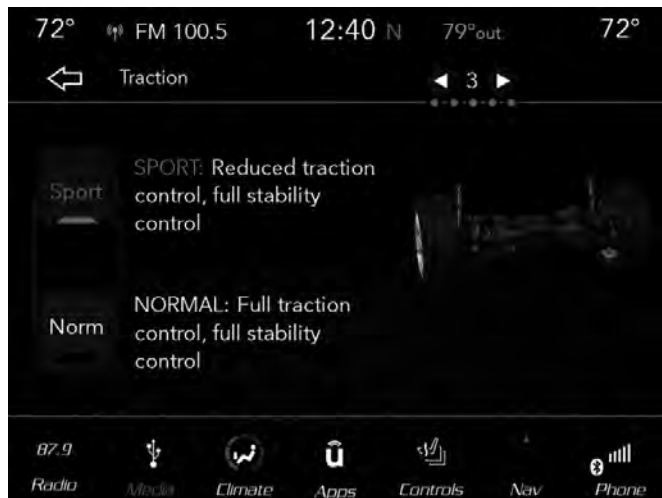 72° FM 100.5 12:40 N 79°out 72°
Traction 3
SPORT: Reduced traction
control, full stability
control
Sport
NORMAL: Full traction
control, full stability
control
Norm
87.9
Radio Media Climate Apps Controls Nav Phone